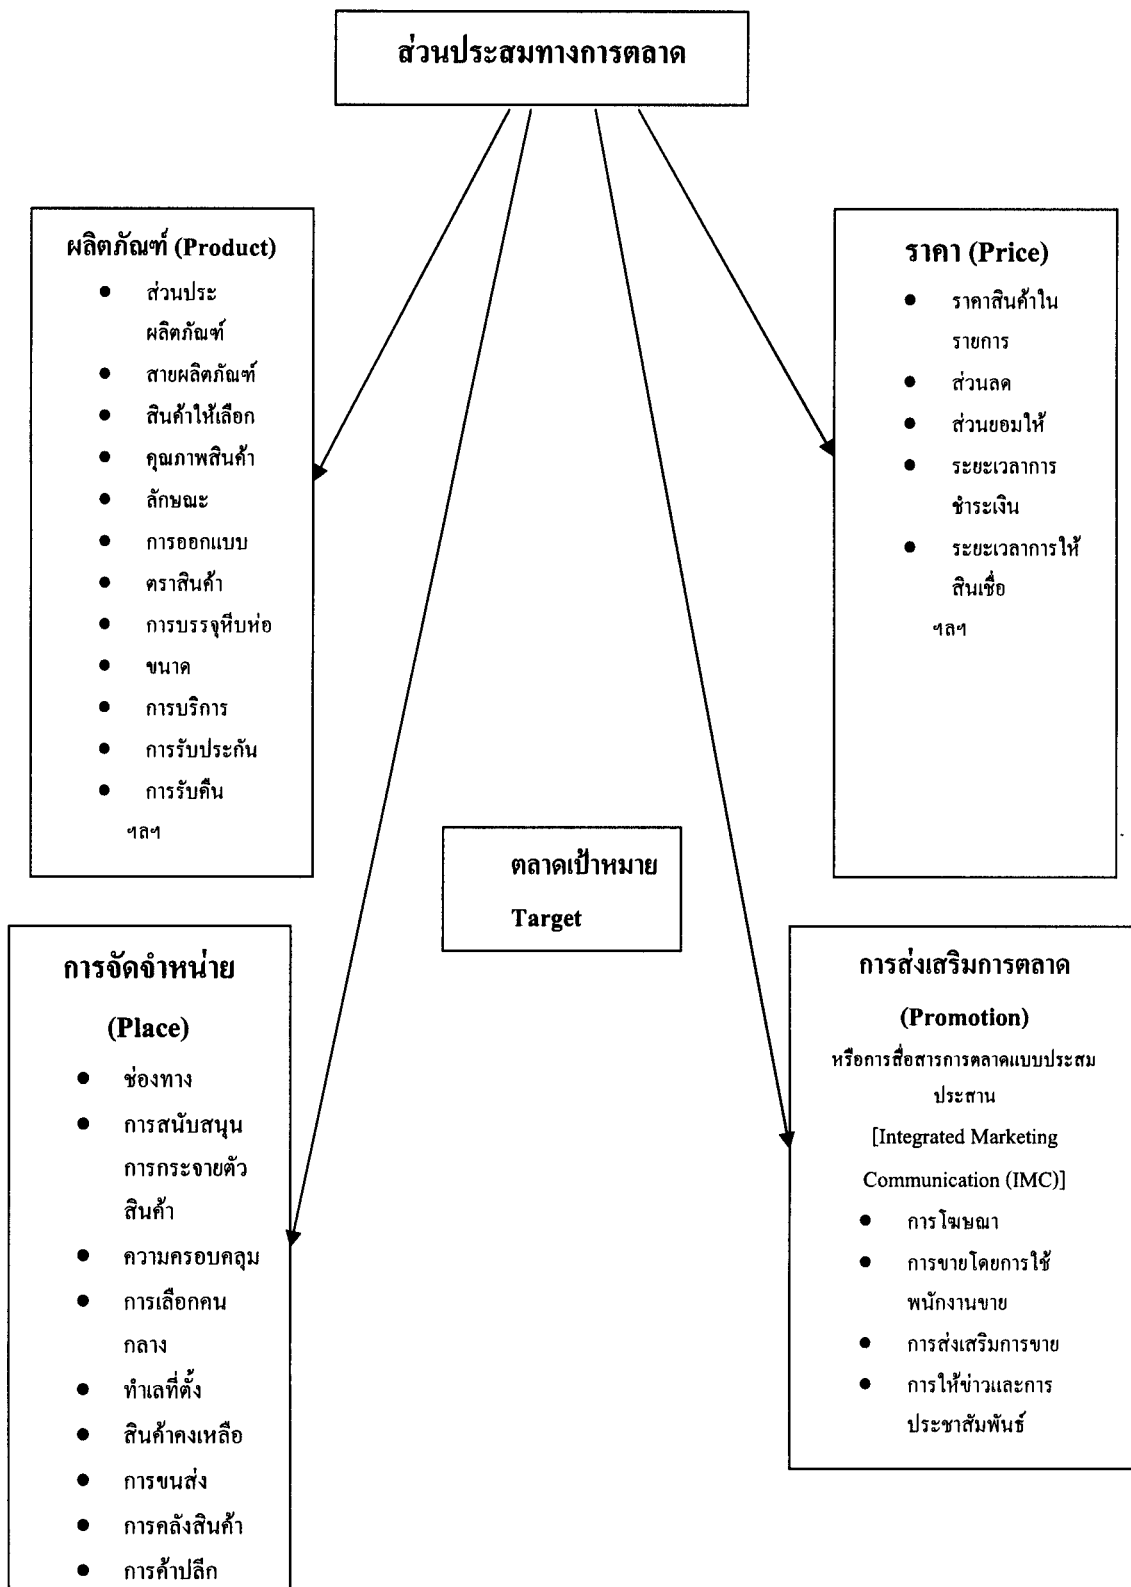 ส่วนประสมทางการตลาด
ผลิตภัณฑ์ (Product)
● ส่วนประ
ผลิตภัณฑ์
● สายผลิตภัณฑ์
● สินค้าให้เลือก
● คุณภาพสินค้า
● ลักษณะ
● การออกแบบ
● ตราสินค้า
● การบรรจุหีบห่อ
● ขนาด
● การบริการ
● การรับประกัน
● การรับคืน
ฯลฯ
ราคา (Price)
● ราคาสินค้าใน
รายการ
● ส่วนลด
● ส่วนยอมให้
● ระยะเวลาการ
ชำระเงิน
● ระยะเวลาการให้
สินเชื่อ
ฯลฯ
ตลาดเป้าหมาย
Target
การจัดจำหน่าย
(Place)
● ช่องทาง
● การสนับสนุน
การกระจายตัว
สินค้า
● ความครอบคลุม
● การเลือกคน
กลาง
● ทำเลที่ตั้ง
● สินค้าคงเหลือ
● การขนส่ง
● การคลังสินค้า
● การค้าปลีก
การส่งเสริมการตลาด
(Promotion)
หรือการสื่อสารการตลาดแบบประสม
ประสาน
[Integrated Marketing
Communication (IMC)]
● การโฆษณา
● การขายโดยการใช้
พนักงานขาย
● การส่งเสริมการขาย
● การให้ข่าวและการ
ประชาสัมพันธ์